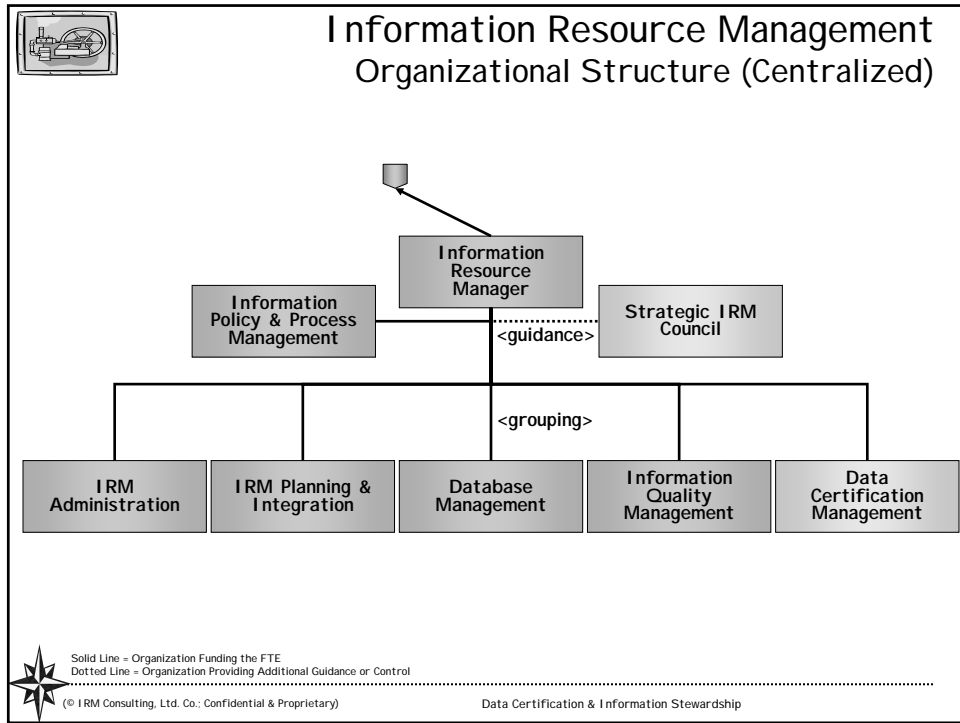 Information Resource Management
Organizational Structure (Centralized)
Information
Resource
Manager
Information
Policy & Process
Management
Strategic IRM
Council
<guidance>
<grouping>
IRM
Administration
IRM Planning &
Integration
Database
Management
Information
Quality
Management
Data
Certification
Management
Solid Line = Organization Funding the FTE
Dotted Line = Organization Providing Additional Guidance or Control
(© IRM Consulting, Ltd. Co.; Confidential & Proprietary)
Data Certification & Information Stewardship